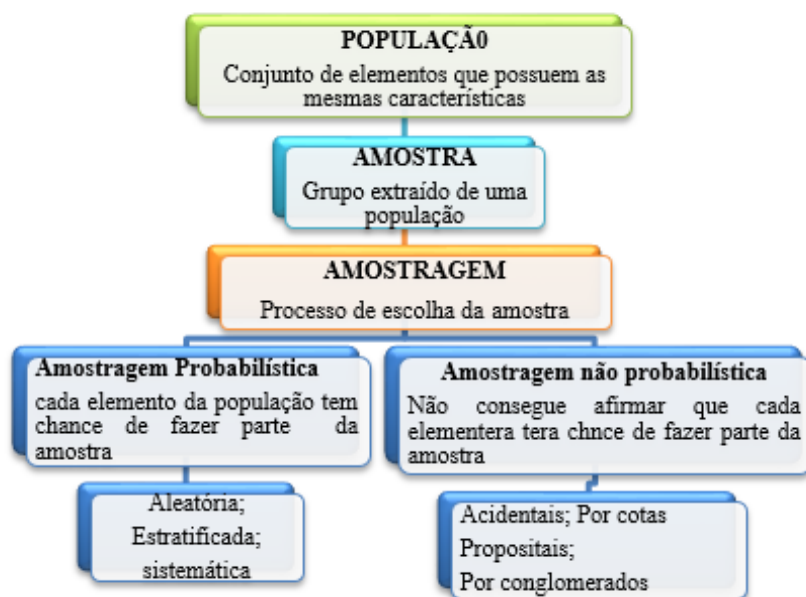 POPULAÇÃ0
Conjunto de elementos que possuem as
mesmas características
AMOSTRA
Grupo extraído de uma
população
AMOSTRAGEM
Processo de escolha da amostra
Amostragem Probabilística
cada elemento da população tem
chance de fazer parte da
amostra
Amostragem não probabilística
Não consegue afirmar que cada
elementera tera chnce de fazer parte da
amostra
Aleatória;
Estratificada;
sistemática
Acidentais; Por cotas
Propositais;
Por conglomerados